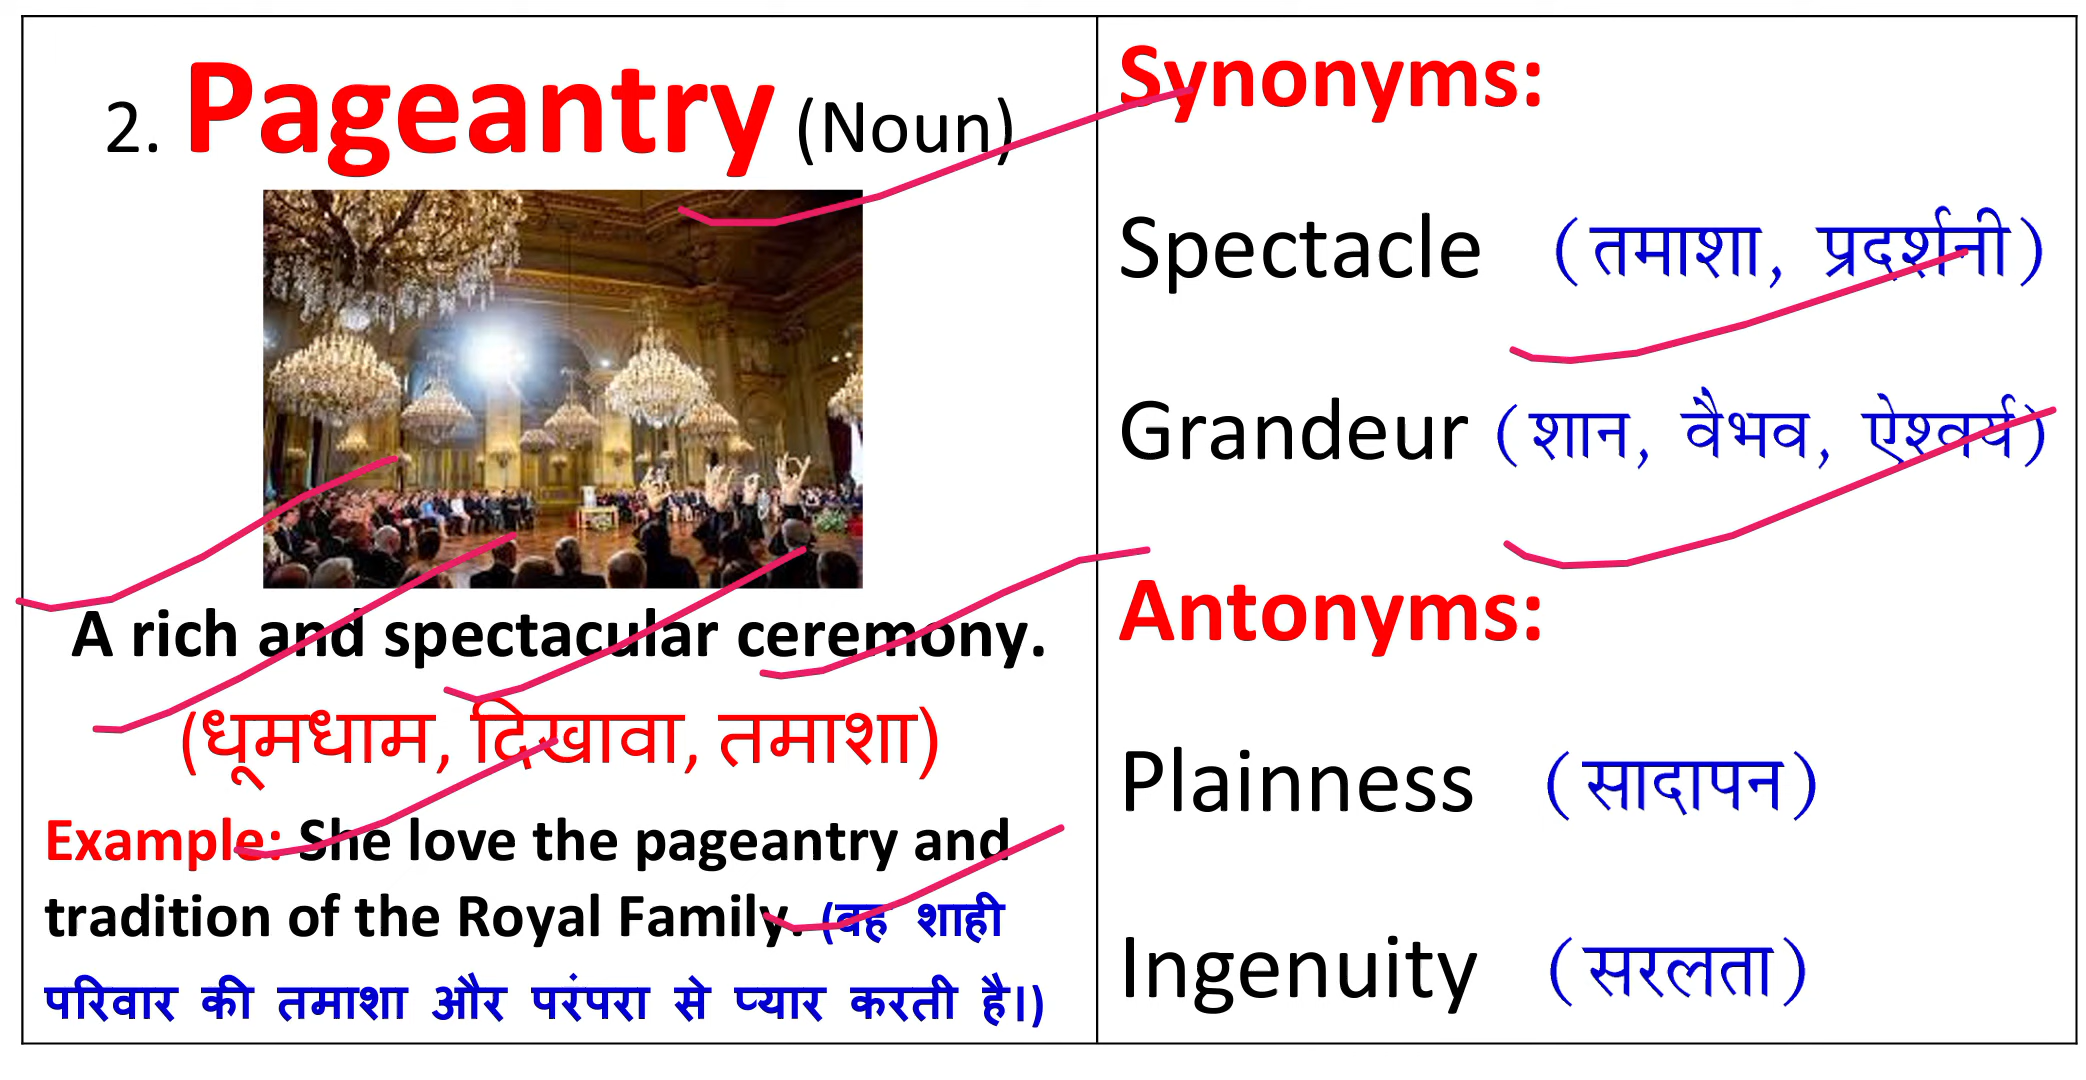 2. Pageantry (Noun)
A rich and spectacular ceremony.
(धूमधाम, दिखावा, तमाशा)
Example: She love the pageantry and
tradition of the Royal Family. (वह शाही
परिवार की तमाशा और परंपरा से प्यार करती है।)
Synonyms:
Spectacle (तमाशा, प्रदर्शनी)
Grandeur (शान, वैभव, ऐश्वर्य)
Antonyms:
Plainness (सादापन)
Ingenuity (सरलता)